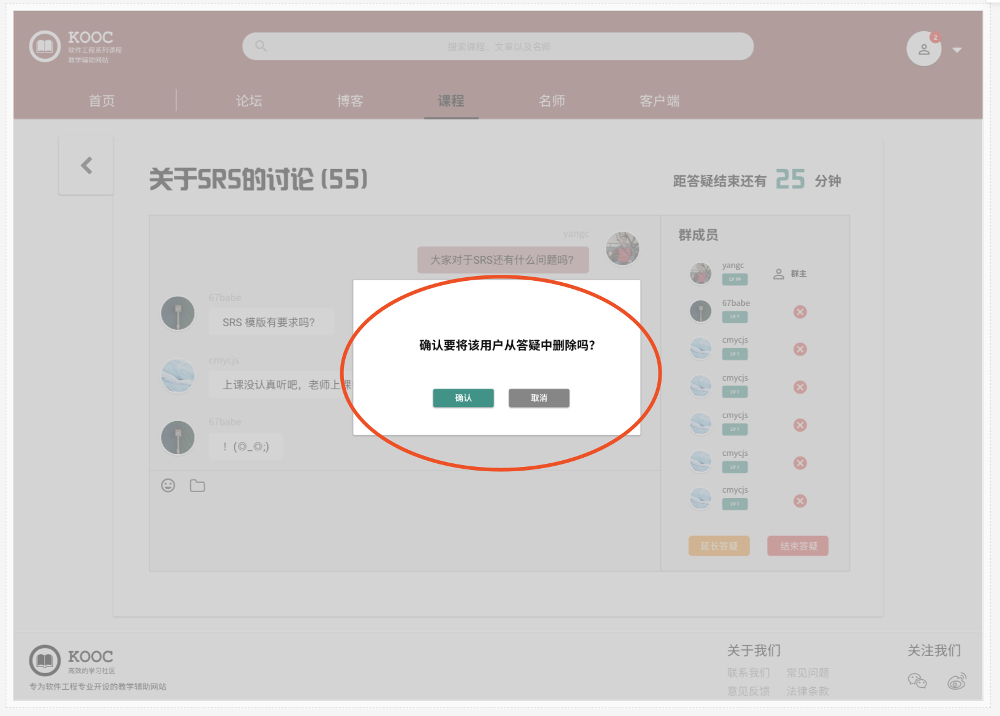 KOOC
软件工程系列课程
教学辅助网站
搜索课程、文章以及名师
2
首页
论坛
博客
课程
名师
客户端
关于SRS的讨论 (55)
距答疑结束还有 25 分钟
yangc
大家对于SRS还有什么问题吗?
67babe
SRS 模版有要求吗?
cmycjs
上课没认真听吧，老师上课
67babe
！(◎_◎;)
群成员
yangc
LV 99
群主
67babe
LV 1
cmycjs
LV 1
cmycjs
LV 1
cmycjs
LV 1
cmycjs
LV 1
cmycjs
LV 1
延长答疑
结束答疑
确认要将该用户从答疑中删除吗?
确认
取消
KOOC
高效的学习社区
专为软件工程专业开设的教学辅助网站
关于我们
联系我们 常见问题
意见反馈 法律条款
关注我们